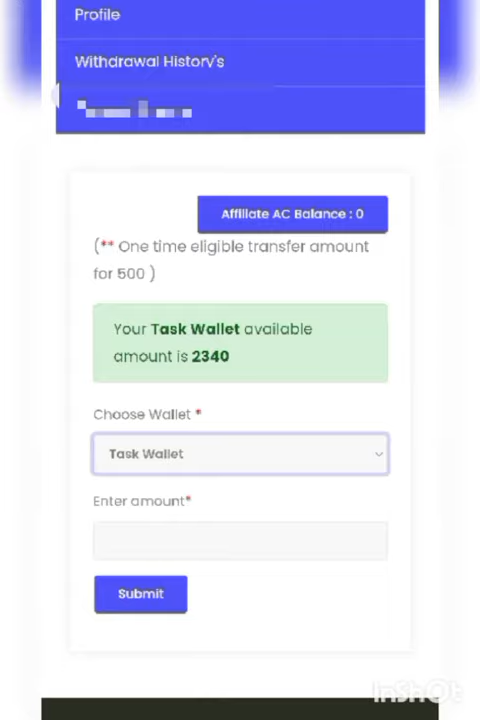 Profile
Withdrawal History's
Affiliate AC Balance : 0
(** One time eligible transfer amount
for 500 )
Your Task Wallet available
amount is 2340
Choose Wallet *
Task Wallet
Enter amount*
Submit
InShOt